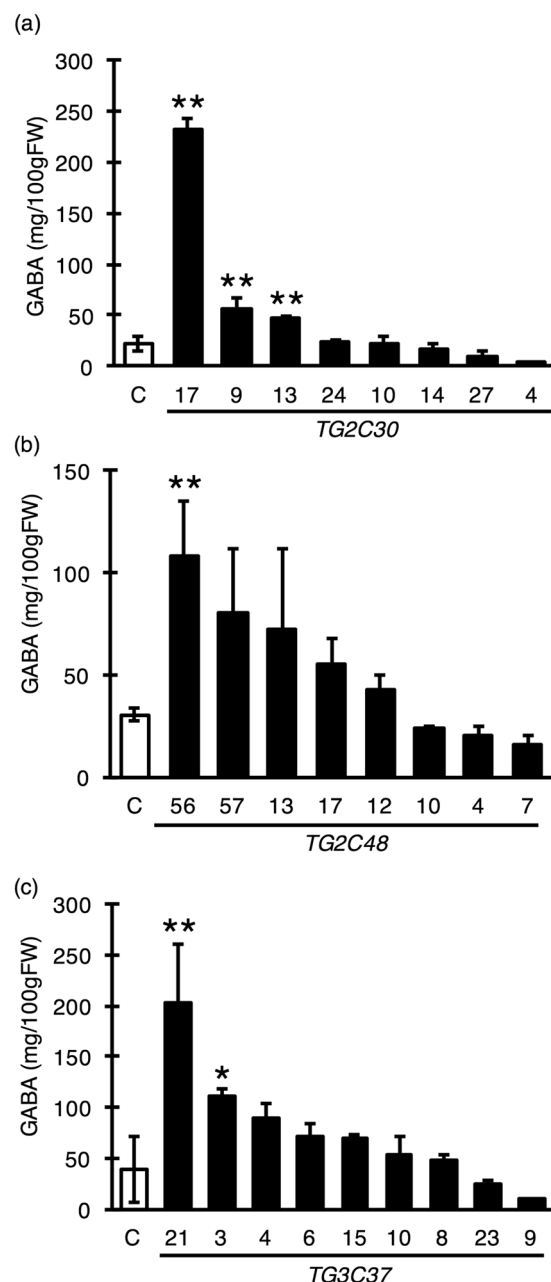 (a)
GABA (mg/100gFW)
300
250
200
150
100
50
0
**
**
**
C 17 9 13 24 10 14 27 4
TG2C30
(b)
GABA (mg/100gFW)
150
100
50
0
**
C 56 57 13 17 12 10 4 7
TG2C48
(c)
GABA (mg/100gFW)
300
250
200
150
100
50
0
**
*
C 21 3 4 6 15 10 8 23 9
TG3C37